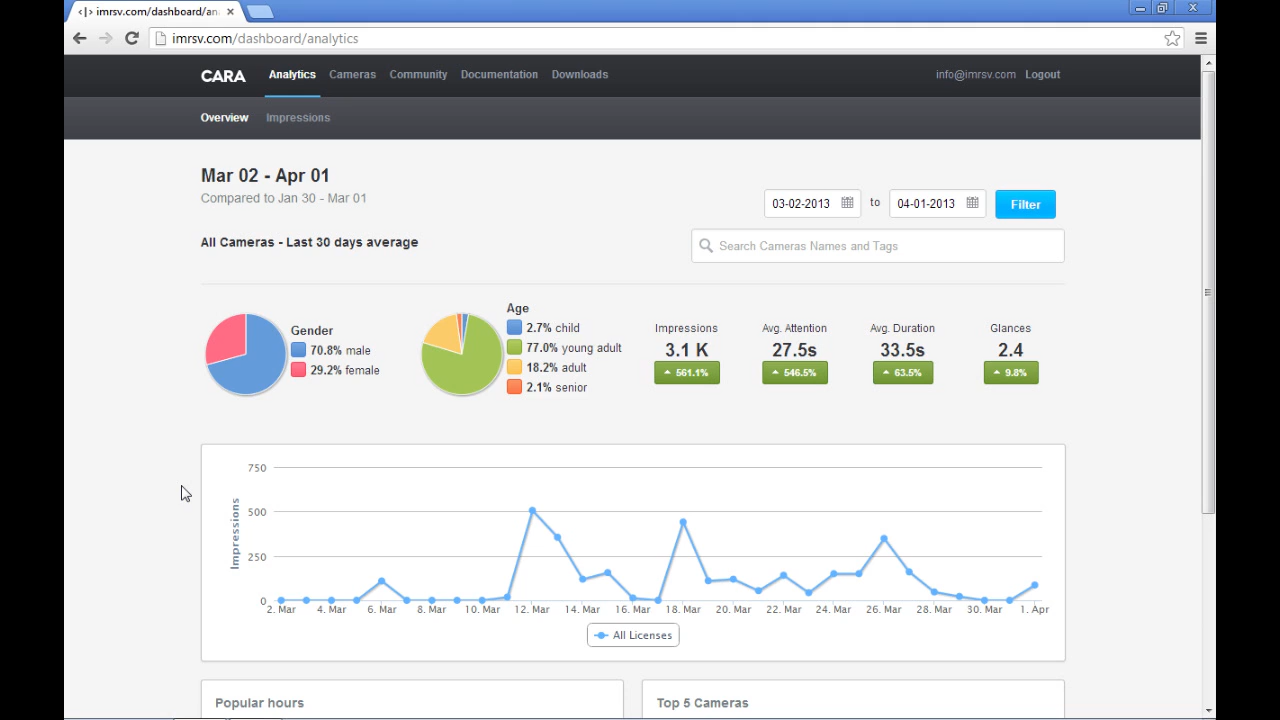 imrsv.com/dashboard/an
imrsv.com/dashboard/analytics
CARA Analytics Cameras Community Documentation Downloads info@imrsv.com Logout
Overview Impressions
Mar 02 - Apr 01
Compared to Jan 30 - Mar 01
03-02-2013 to 04-01-2013 Filter
All Cameras - Last 30 days average
Search Cameras Names and Tags
Gender
70.8% male
29.2% female
Age
2.7% child
77.0% young adult
18.2% adult
2.1% senior
Impressions
3.1 K
561.1%
Avg. Attention
27.5s
546.5%
Avg. Duration
33.5s
63.5%
Glances
2.4
9.8%
Impressions
750
500
250
0
2. Mar 4. Mar 6. Mar 8. Mar 10. Mar 12. Mar 14. Mar 16. Mar 18. Mar 20. Mar 22. Mar 24. Mar 26. Mar 28. Mar 30. Mar 1. Apr
All Licenses
Popular hours
Top 5 Cameras